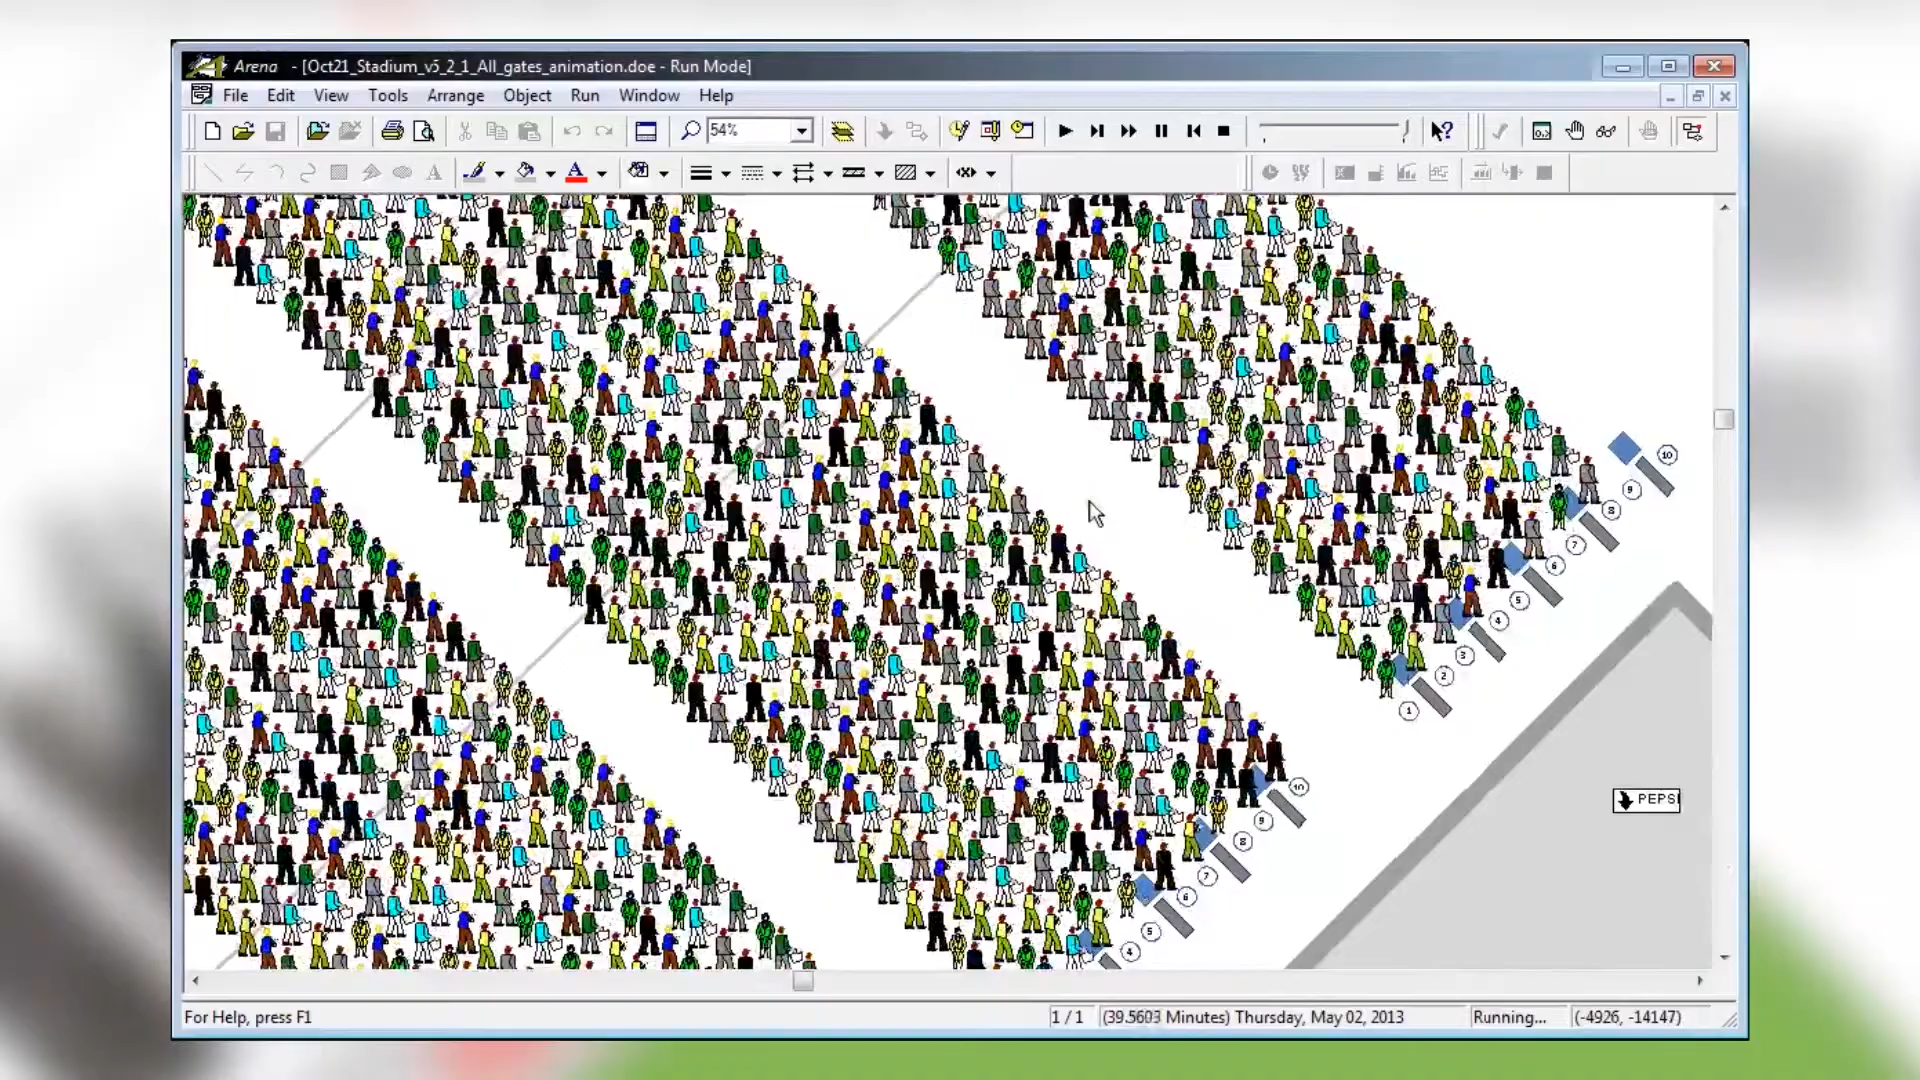 Arena - [Oct21_Stadium_v5_2_1_All_gates_animation.doe - Run Mode]
File Edit View Tools Arrange Object Run Window Help
54%
10
9
8
7
6
5
4
3
2
1
10
9
8
7
6
5
4
PEPSI
For Help, press F1
1 / 1
(39.5603 Minutes) Thursday, May 02, 2013
Running...
(-4926, -14147)